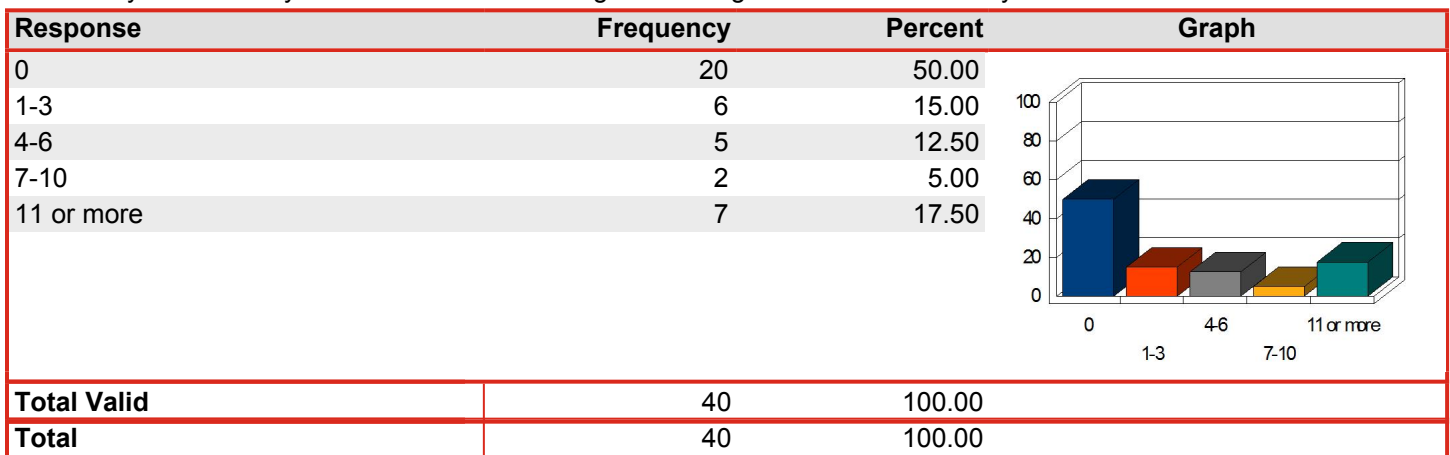 Response Frequency Percent Graph
0 20 50.00
1-3 6 15.00
4-6 5 12.50
7-10 2 5.00
11 or more 7 17.50
100
80
60
40
20
0
0 4-6 11 or more
1-3 7-10
Total Valid 40 100.00
Total 40 100.00